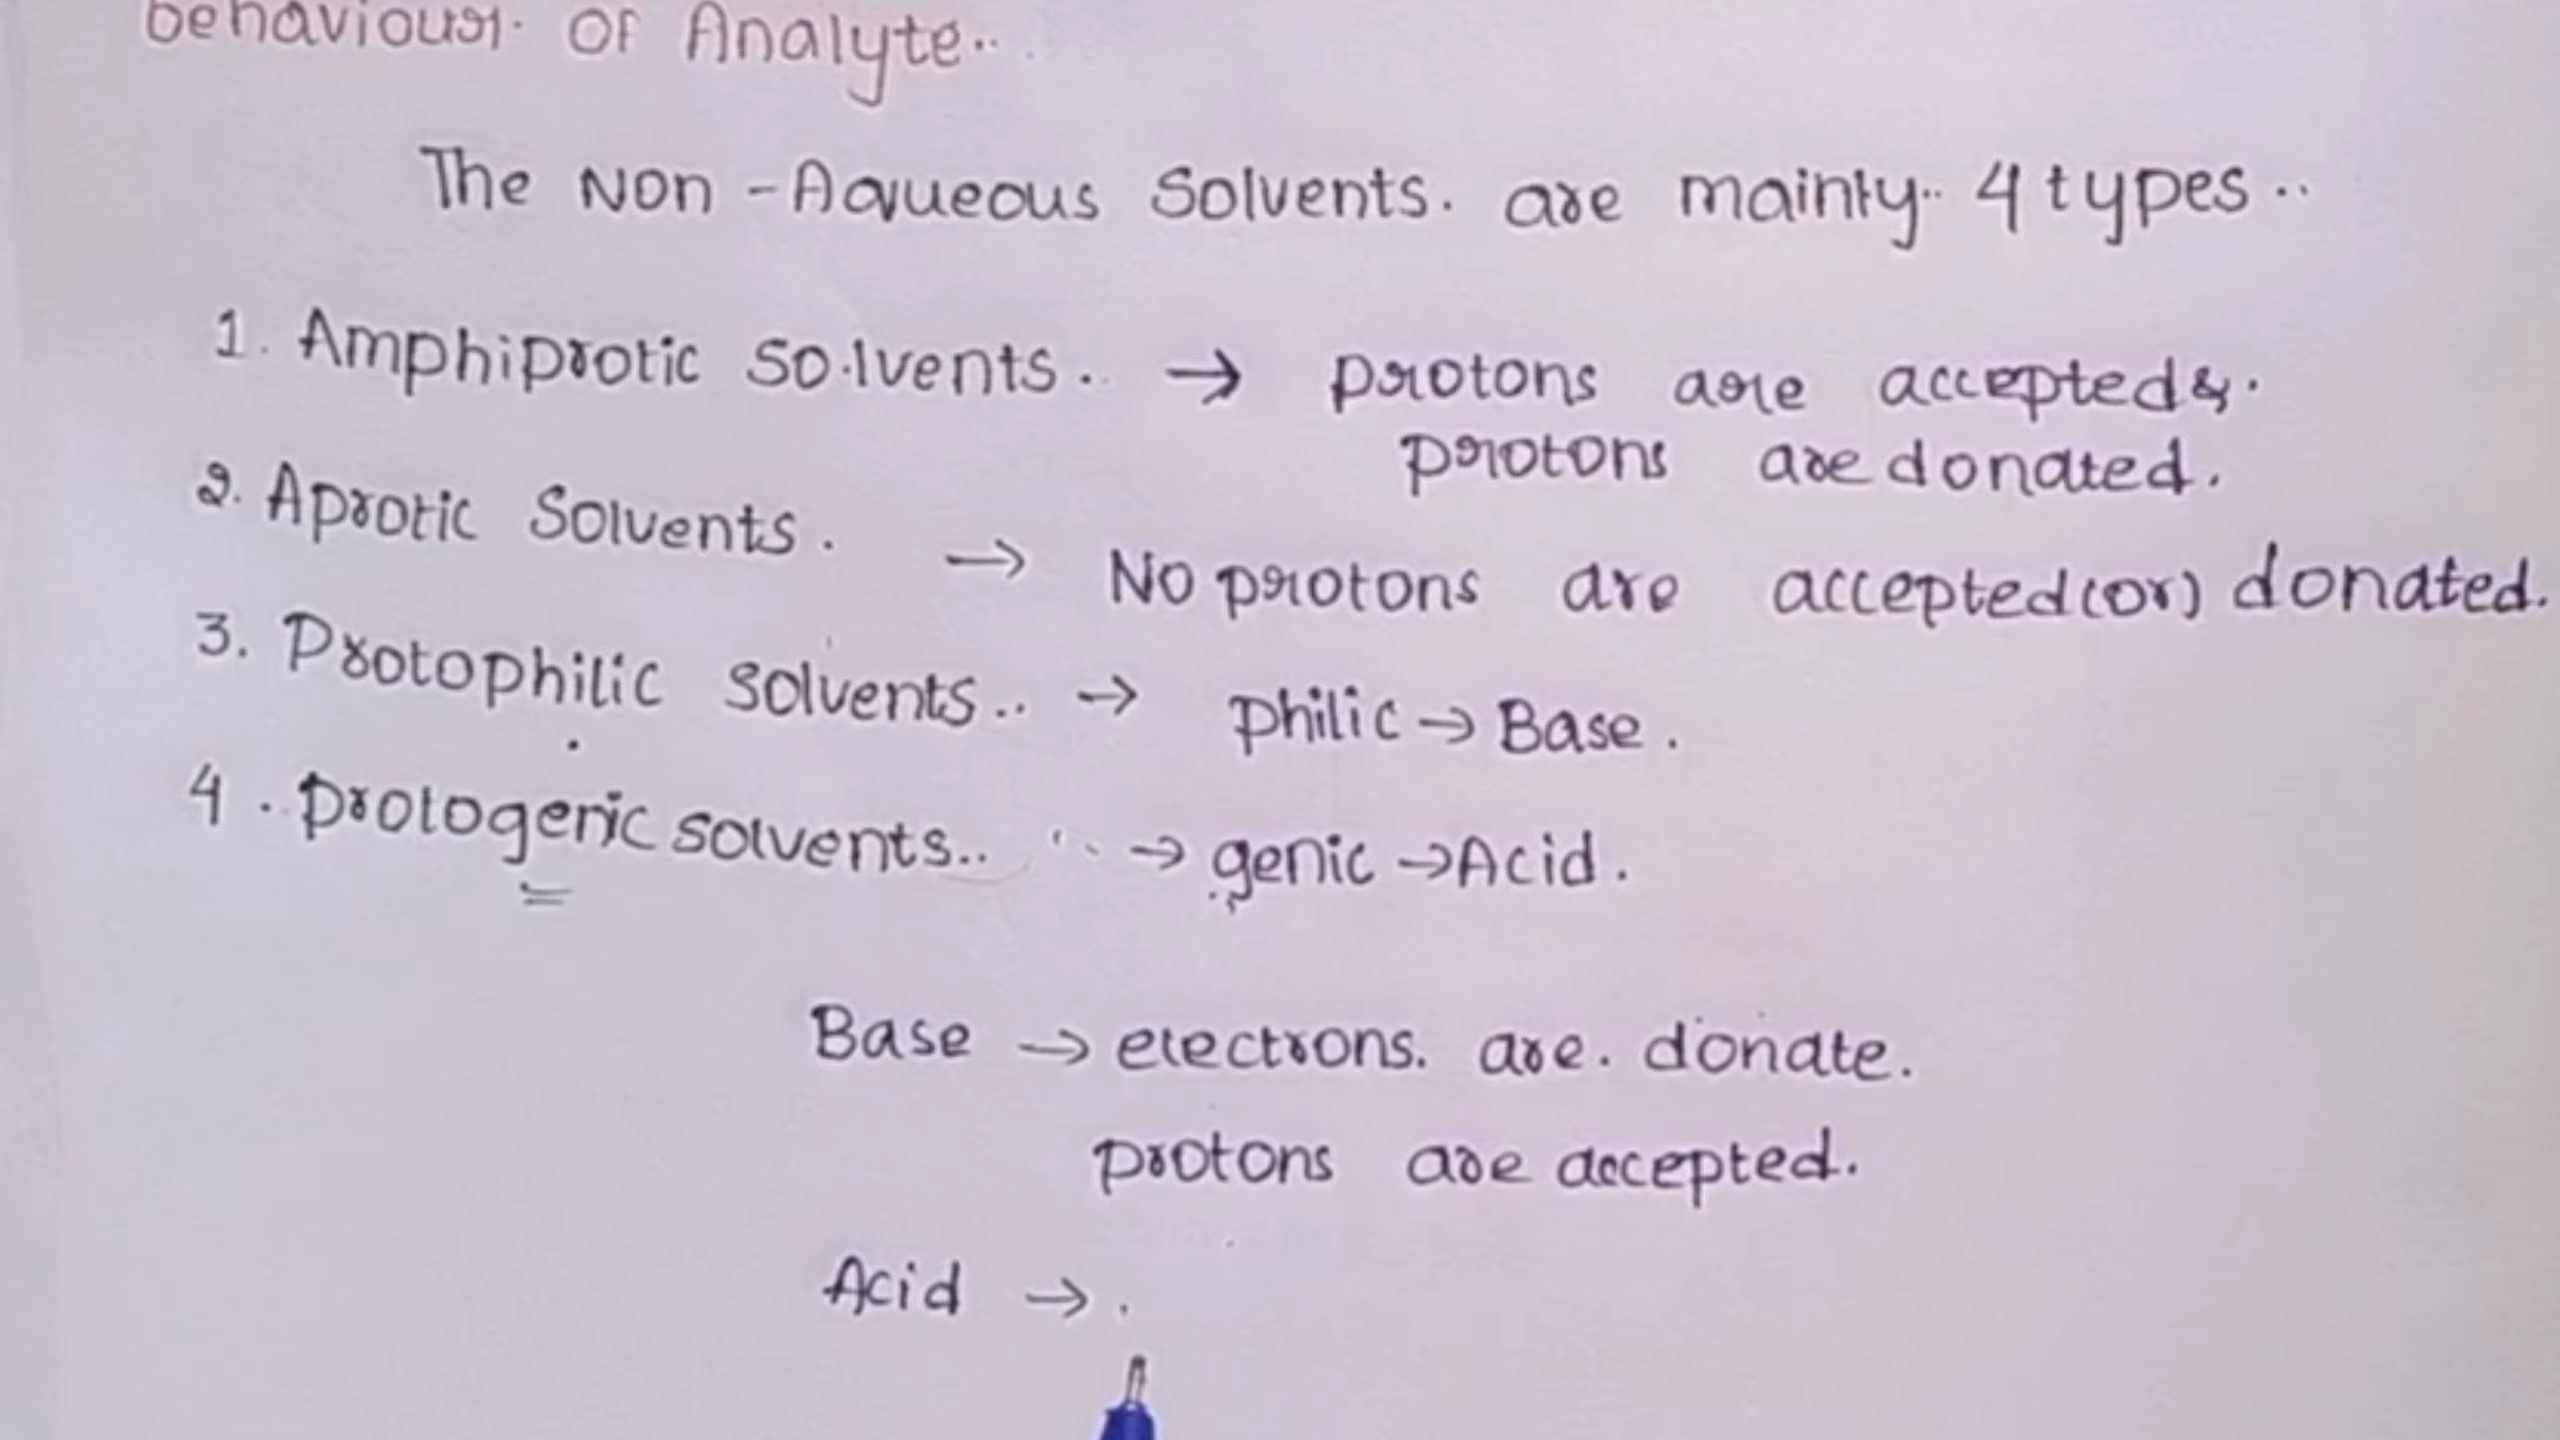 behaviour. of Analyte..
The Non-Aqueous Solvents. are mainly.. 4 types..
1. Amphiprotic so.lvents.. → protons are accepted &.
protons are donated.
2. Aprotic Solvents. → No protons are accepted (or) donated.
3. Protophilic solvents.. → philic → Base.
4. protogenic solvents.. → genic → Acid.
Base → electrons. are. donate.
protons are accepted.
Acid → .